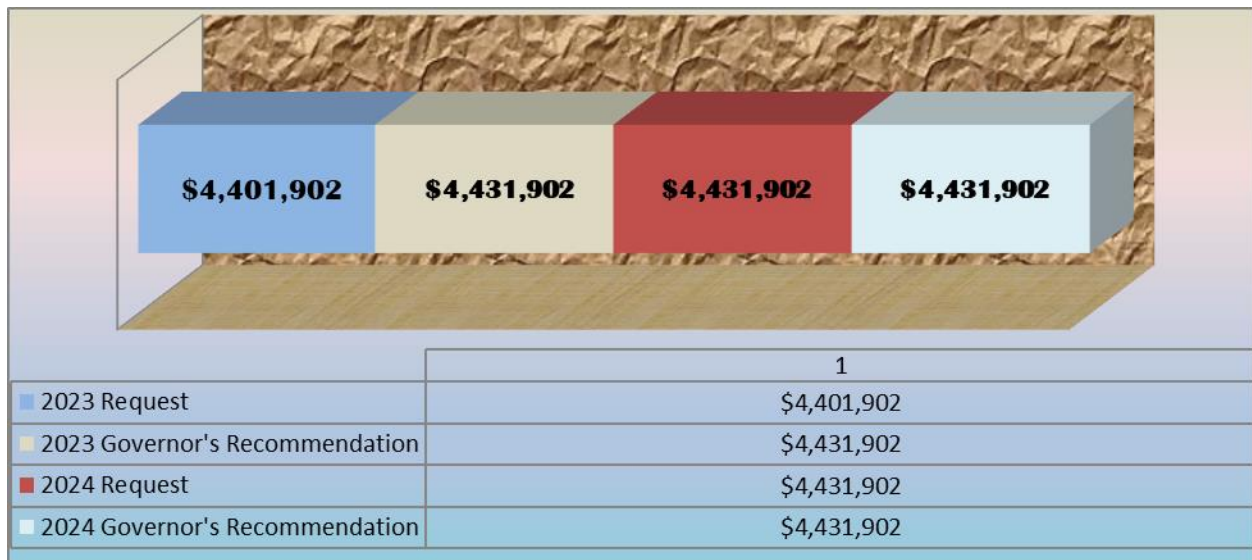 $4,401,902 $4,431,902 $4,431,902 $4,431,902
1
2023 Request $4,401,902
2023 Governor's Recommendation $4,431,902
2024 Request $4,431,902
2024 Governor's Recommendation $4,431,902